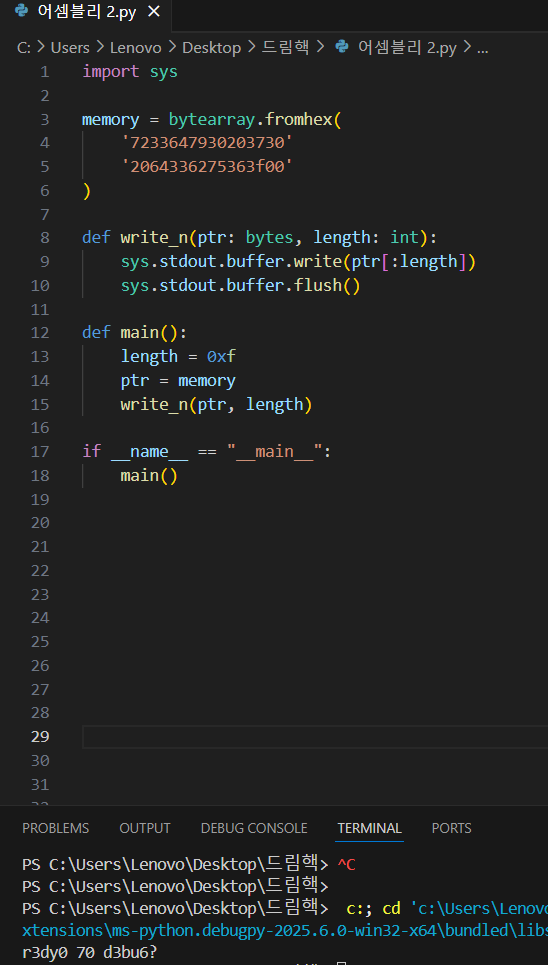 어셈블리 2.py ×
C: > Users > Lenovo > Desktop > 드림핵 > 어셈블리 2.py > ...
1 import sys
2
3 memory = bytearray.fromhex(
4 '7233647930203730'
5 '2064336275363f00'
6 )
7
8 def write_n(ptr: bytes, length: int):
9 sys.stdout.buffer.write(ptr[:length])
10 sys.stdout.buffer.flush()
11
12 def main():
13 length = 0xf
14 ptr = memory
15 write_n(ptr, length)
16
17 if __name__ == "__main__":
18 main()
19
20
21
22
23
24
25
26
27
28
29
30
31
PROBLEMS OUTPUT DEBUG CONSOLE TERMINAL PORTS
PS C:\Users\Lenovo\Desktop\드림핵> ^C
PS C:\Users\Lenovo\Desktop\드림핵>
PS C:\Users\Lenovo\Desktop\드림핵> c:; cd 'c:\Users\Lenovo
xtensions\ms-python.debugpy-2025.6.0-win32-x64\bundled\libs
r3dy0 70 d3bu6?